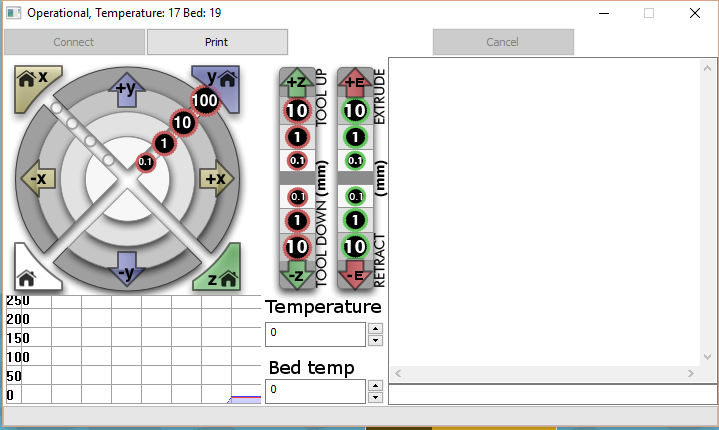 Operational, Temperature: 17 Bed: 19
Connect Print Cancel
x y
+y
100
10
1
0.1
-x +x
-y
z
+Z
10
1
0.1
0.1
1
10
-Z
TOOL UP
(mm)
TOOL DOWN
+E
10
1
0.1
0.1
1
10
-E
EXTRUDE
(mm)
RETRACT
250
200
150
100
50
0
Temperature
0
Bed temp
0